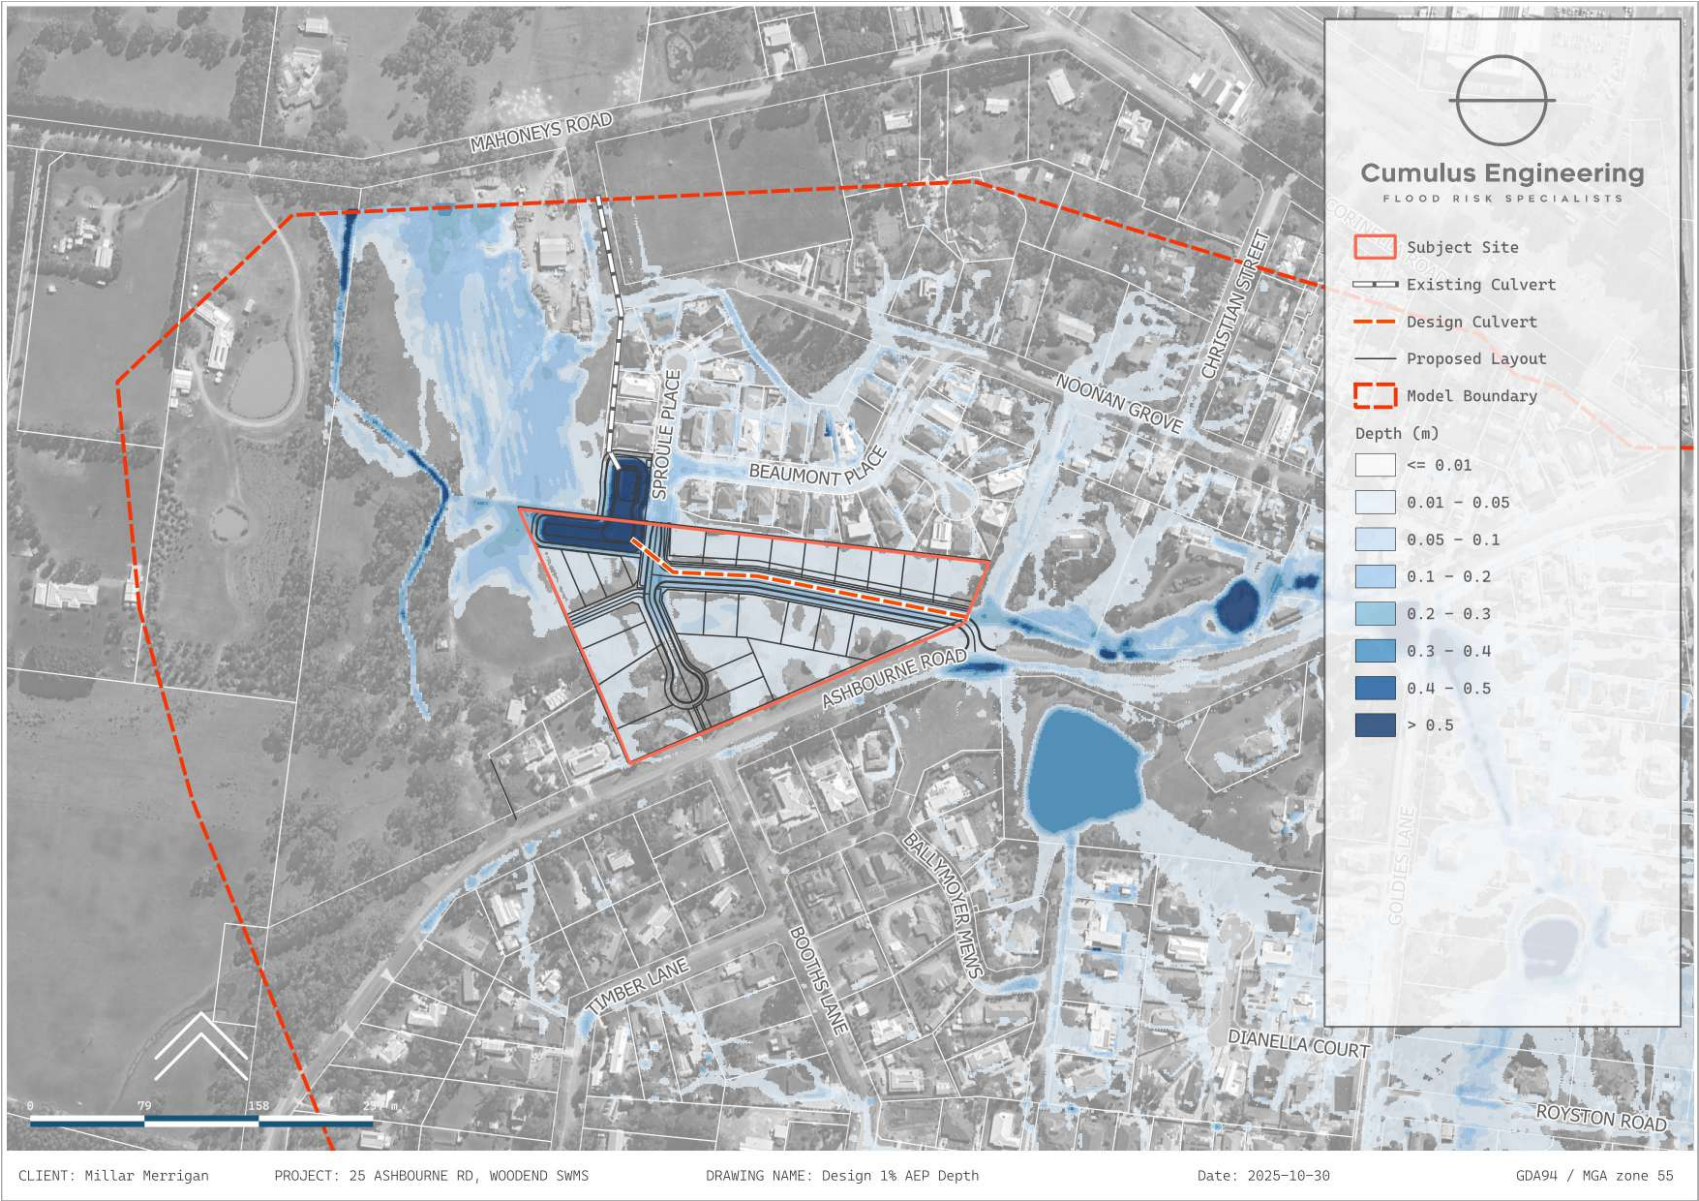 MAHONEYS ROAD
CHRISTIAN STREET
NOONAN GROVE
SPROULE PLACE
BEAUMONT PLACE
ASHBOURNE ROAD
BALLYMOYER MEWS
BOOTHS LANE
TIMBER LANE
DIANELLA COURT
GOLDIES LANE
ROYSTON ROAD
Cumulus Engineering
FLOOD RISK SPECIALISTS
Subject Site
Existing Culvert
Design Culvert
Proposed Layout
Model Boundary
Depth (m)
<= 0.01
0.01 – 0.05
0.05 – 0.1
0.1 – 0.2
0.2 – 0.3
0.3 – 0.4
0.4 – 0.5
> 0.5
0 79 158 m
CLIENT: Millar Merrigan PROJECT: 25 ASHBOURNE RD, WOODEND SWMS DRAWING NAME: Design 1% AEP Depth Date: 2025-10-30 GDA94 / MGA zone 55